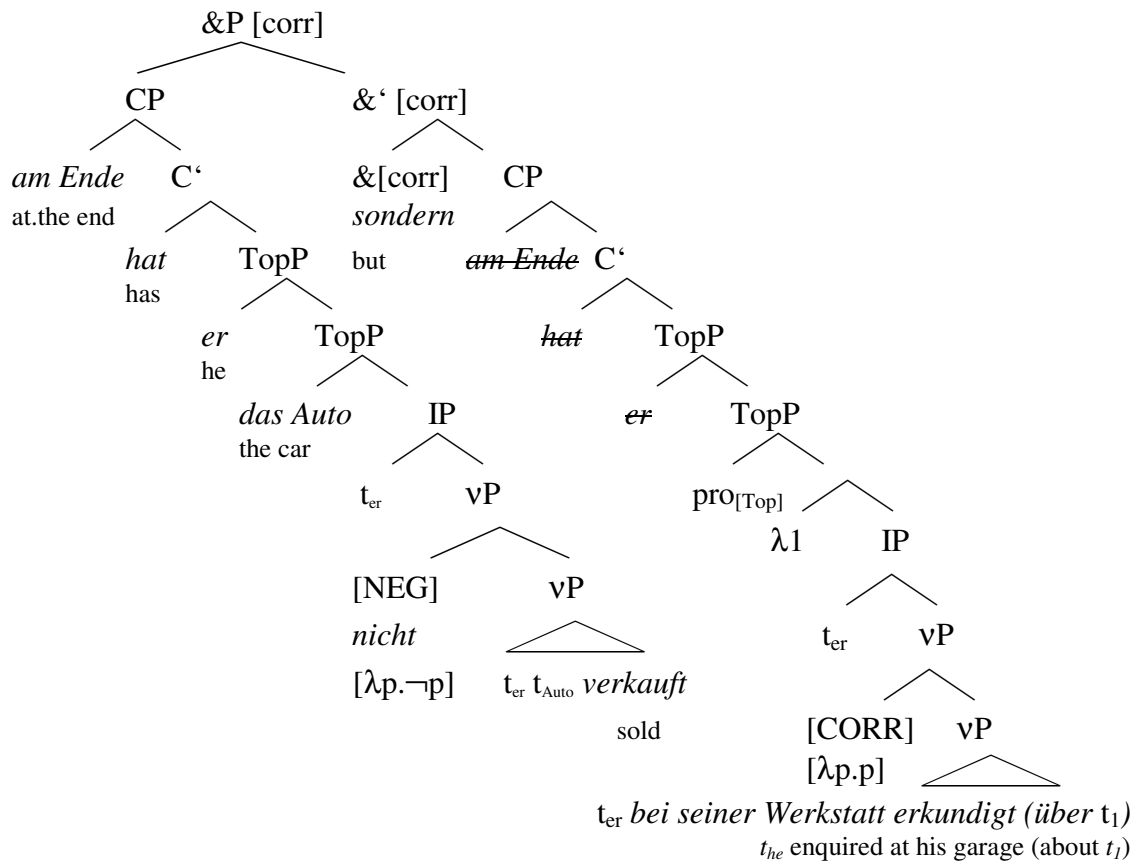 &P [corr]
CP &‘ [corr]
am Ende C‘ &[corr] CP
at.the end sondern
hat TopP but am Ende C‘
has
er TopP hat TopP
he
das Auto IP er TopP
the car
t_er νP pro_[Top]
λ1 IP
[NEG] νP
nicht t_er νP
[λp.¬p] t_er t_Auto verkauft
sold [CORR] νP
[λp.p]
t_er bei seiner Werkstatt erkundigt (über t_1)
t_he enquired at his garage (about t_1)